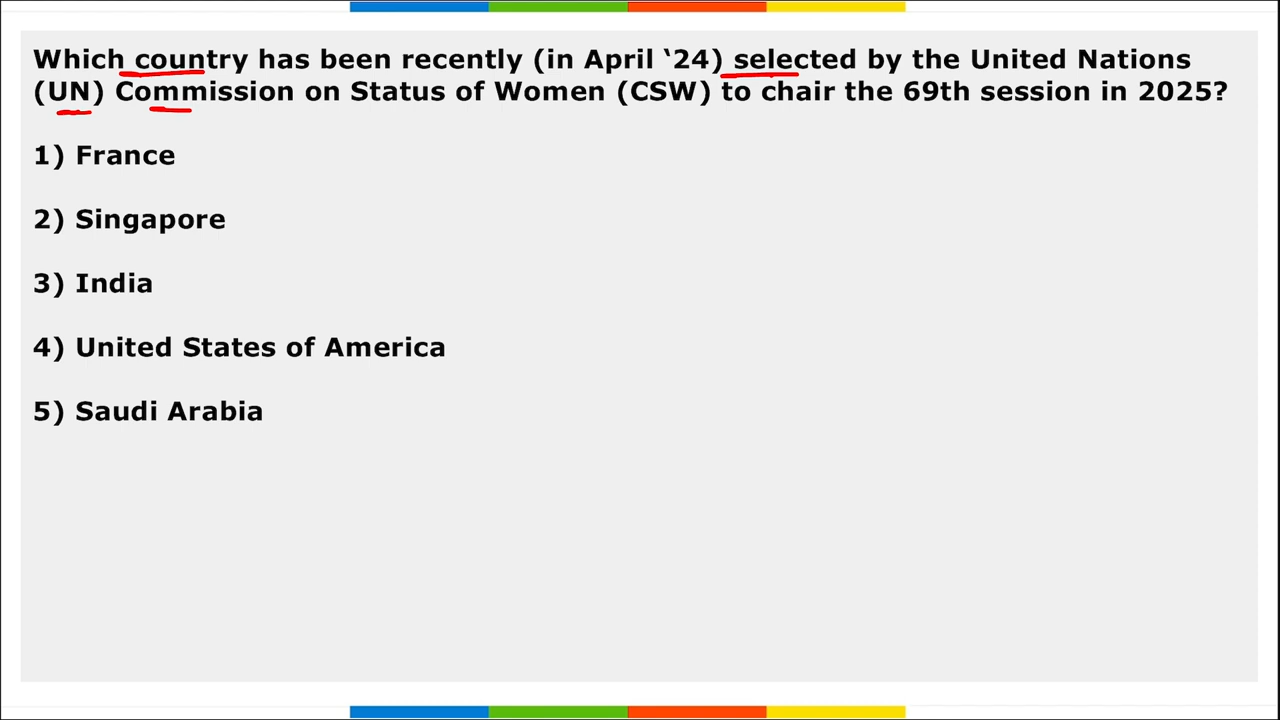 Which country has been recently (in April ‘24) selected by the United Nations
(UN) Commission on Status of Women (CSW) to chair the 69th session in 2025?
1) France
2) Singapore
3) India
4) United States of America
5) Saudi Arabia